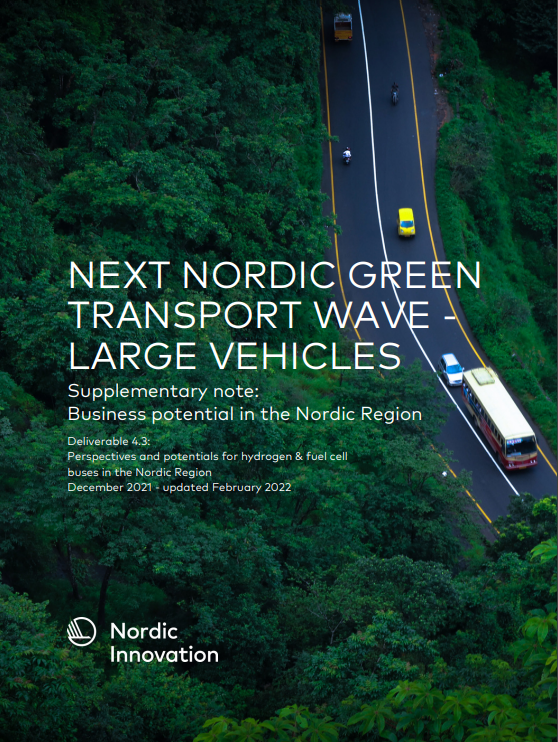 NEXT NORDIC GREEN
TRANSPORT WAVE -
LARGE VEHICLES
Supplementary note:
Business potential in the Nordic Region
Deliverable 4.3:
Perspectives and potentials for hydrogen & fuel cell
buses in the Nordic Region
December 2021 - updated February 2022
Nordic
Innovation